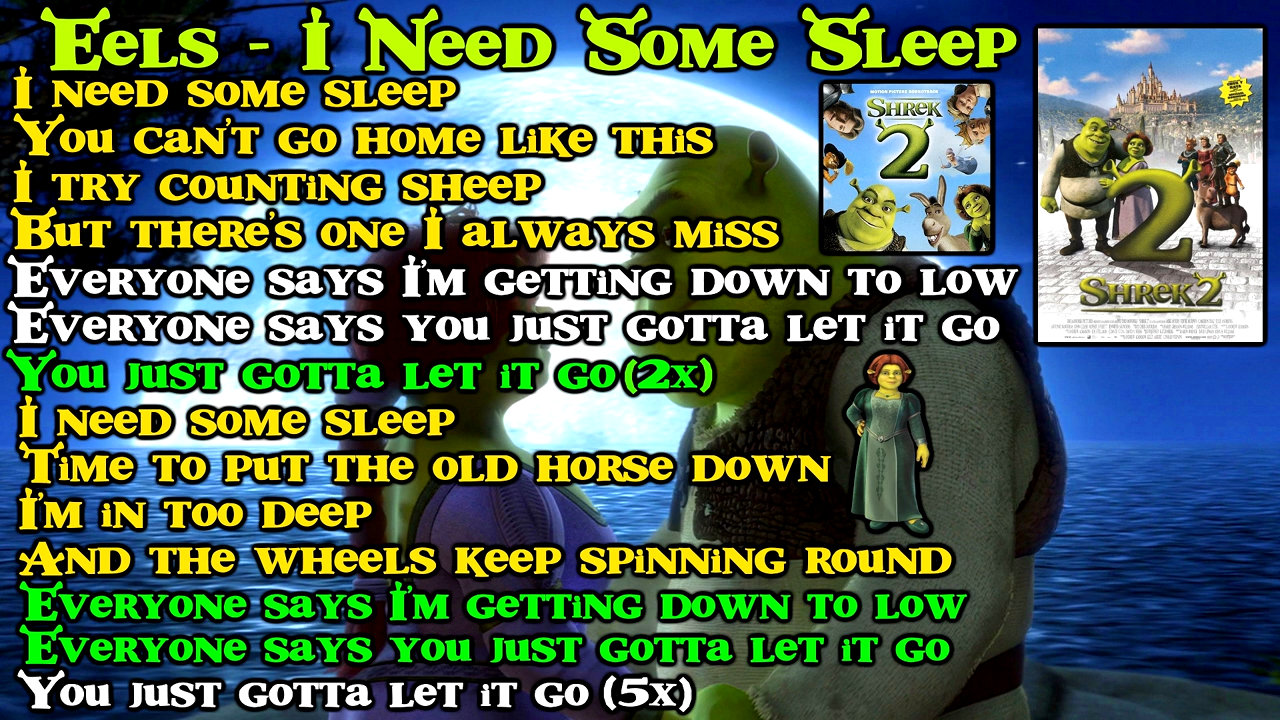 Eels - I Need Some Sleep
I need some sleep
You can't go home like this
I try counting sheep
But there's one I always miss
Everyone says I'm getting down to low
Everyone says you just gotta let it go
You just gotta let it go (2x)
I need some sleep
Time to put the old horse down
I'm in too deep
And the wheels keep spinning round
Everyone says I'm getting down to low
Everyone says you just gotta let it go
You just gotta let it go (5x)
MOTION PICTURE SOUNDTRACK
SHREK
2
2
SHREK 2